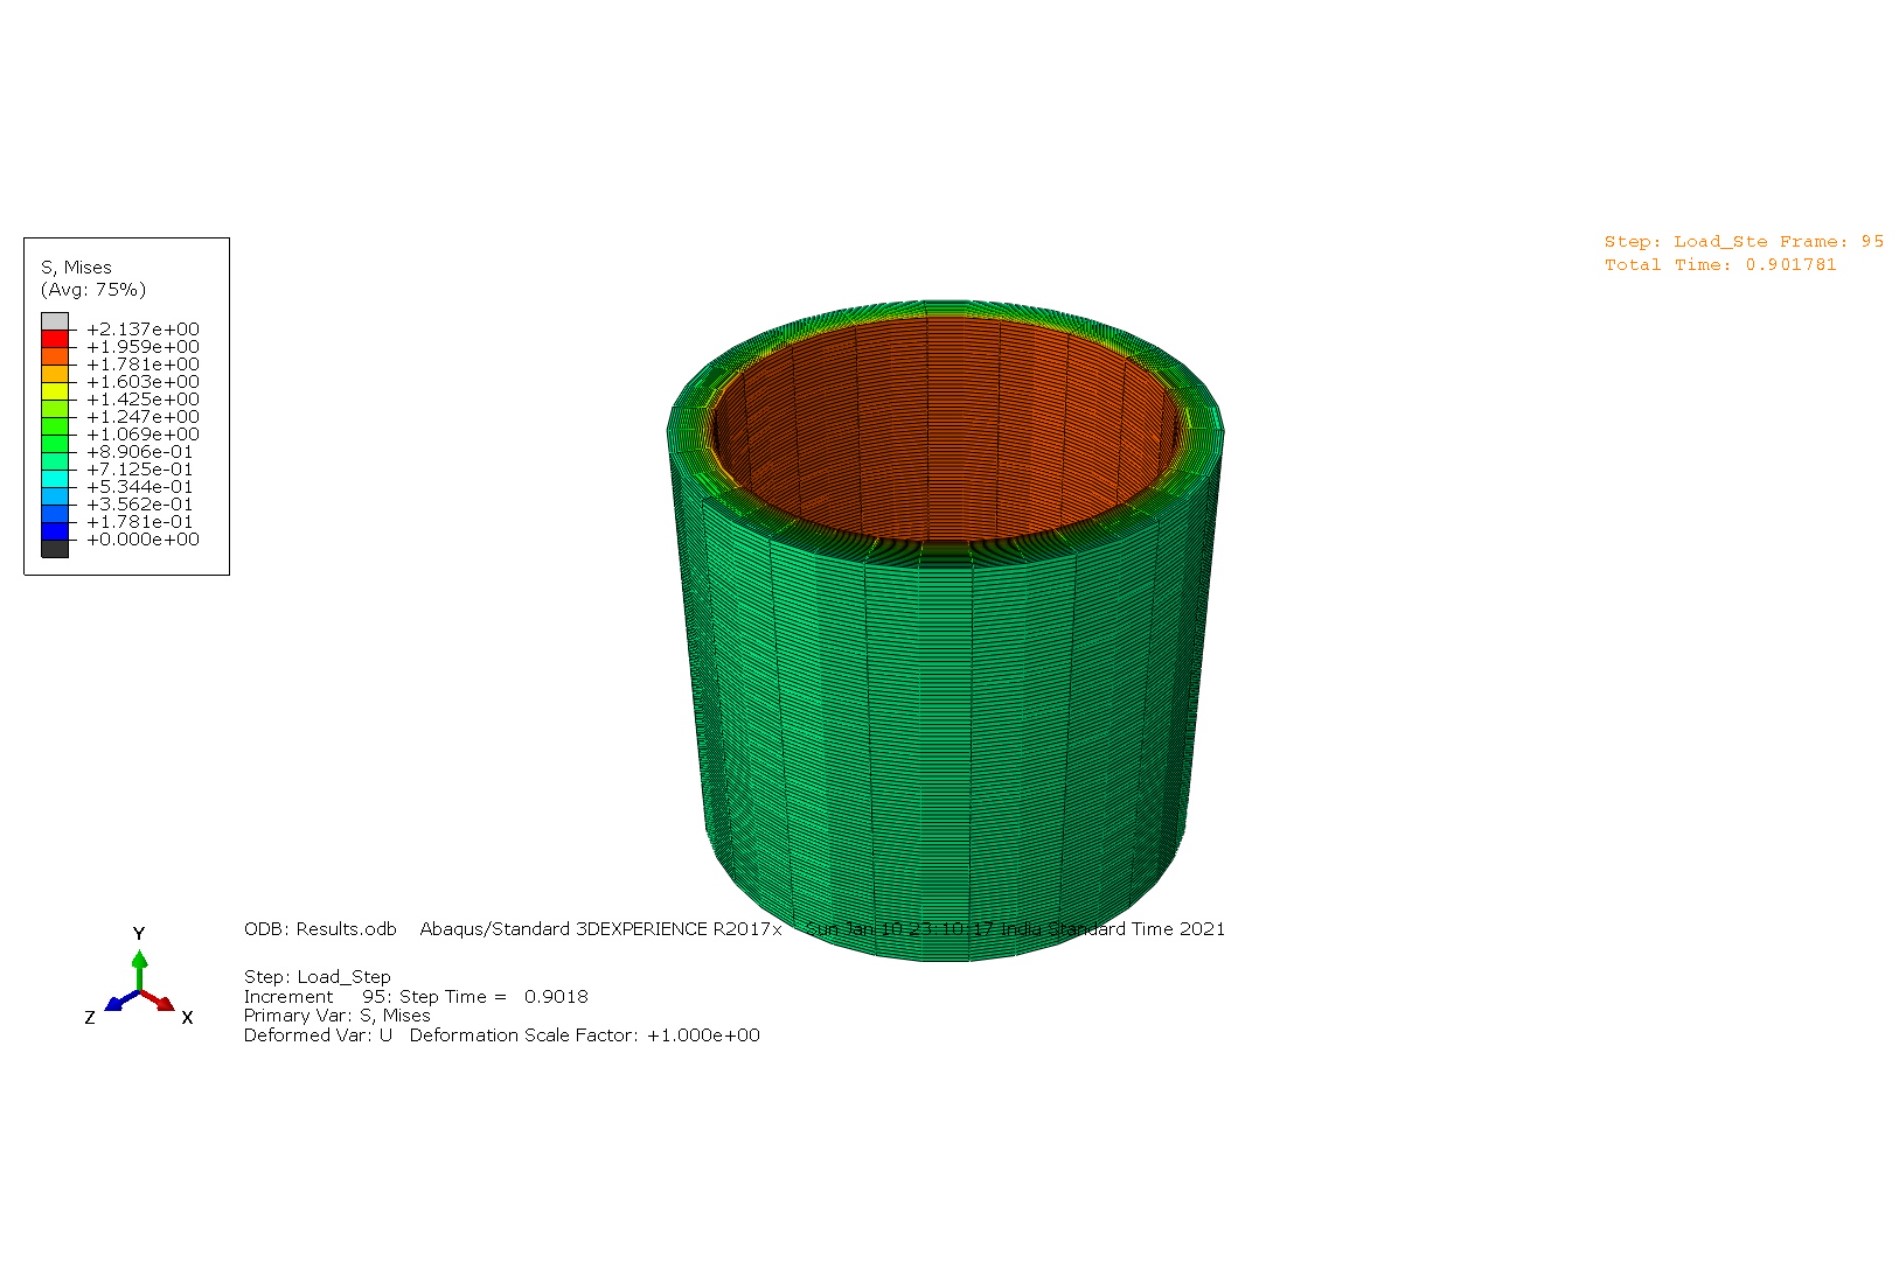 S, Mises
(Avg: 75%)
+2.137e+00
+1.959e+00
+1.781e+00
+1.603e+00
+1.425e+00
+1.247e+00
+1.069e+00
+8.906e-01
+7.125e-01
+5.344e-01
+3.562e-01
+1.781e-01
+0.000e+00
Step: Load_Ste Frame: 95
Total Time: 0.901781
Y
Z
X
ODB: Results.odb Abaqus/Standard 3DEXPERIENCE R2017x Sun Jan 10 23:10:17 India Standard Time 2021
Step: Load_Step
Increment 95: Step Time = 0.9018
Primary Var: S, Mises
Deformed Var: U Deformation Scale Factor: +1.000e+00